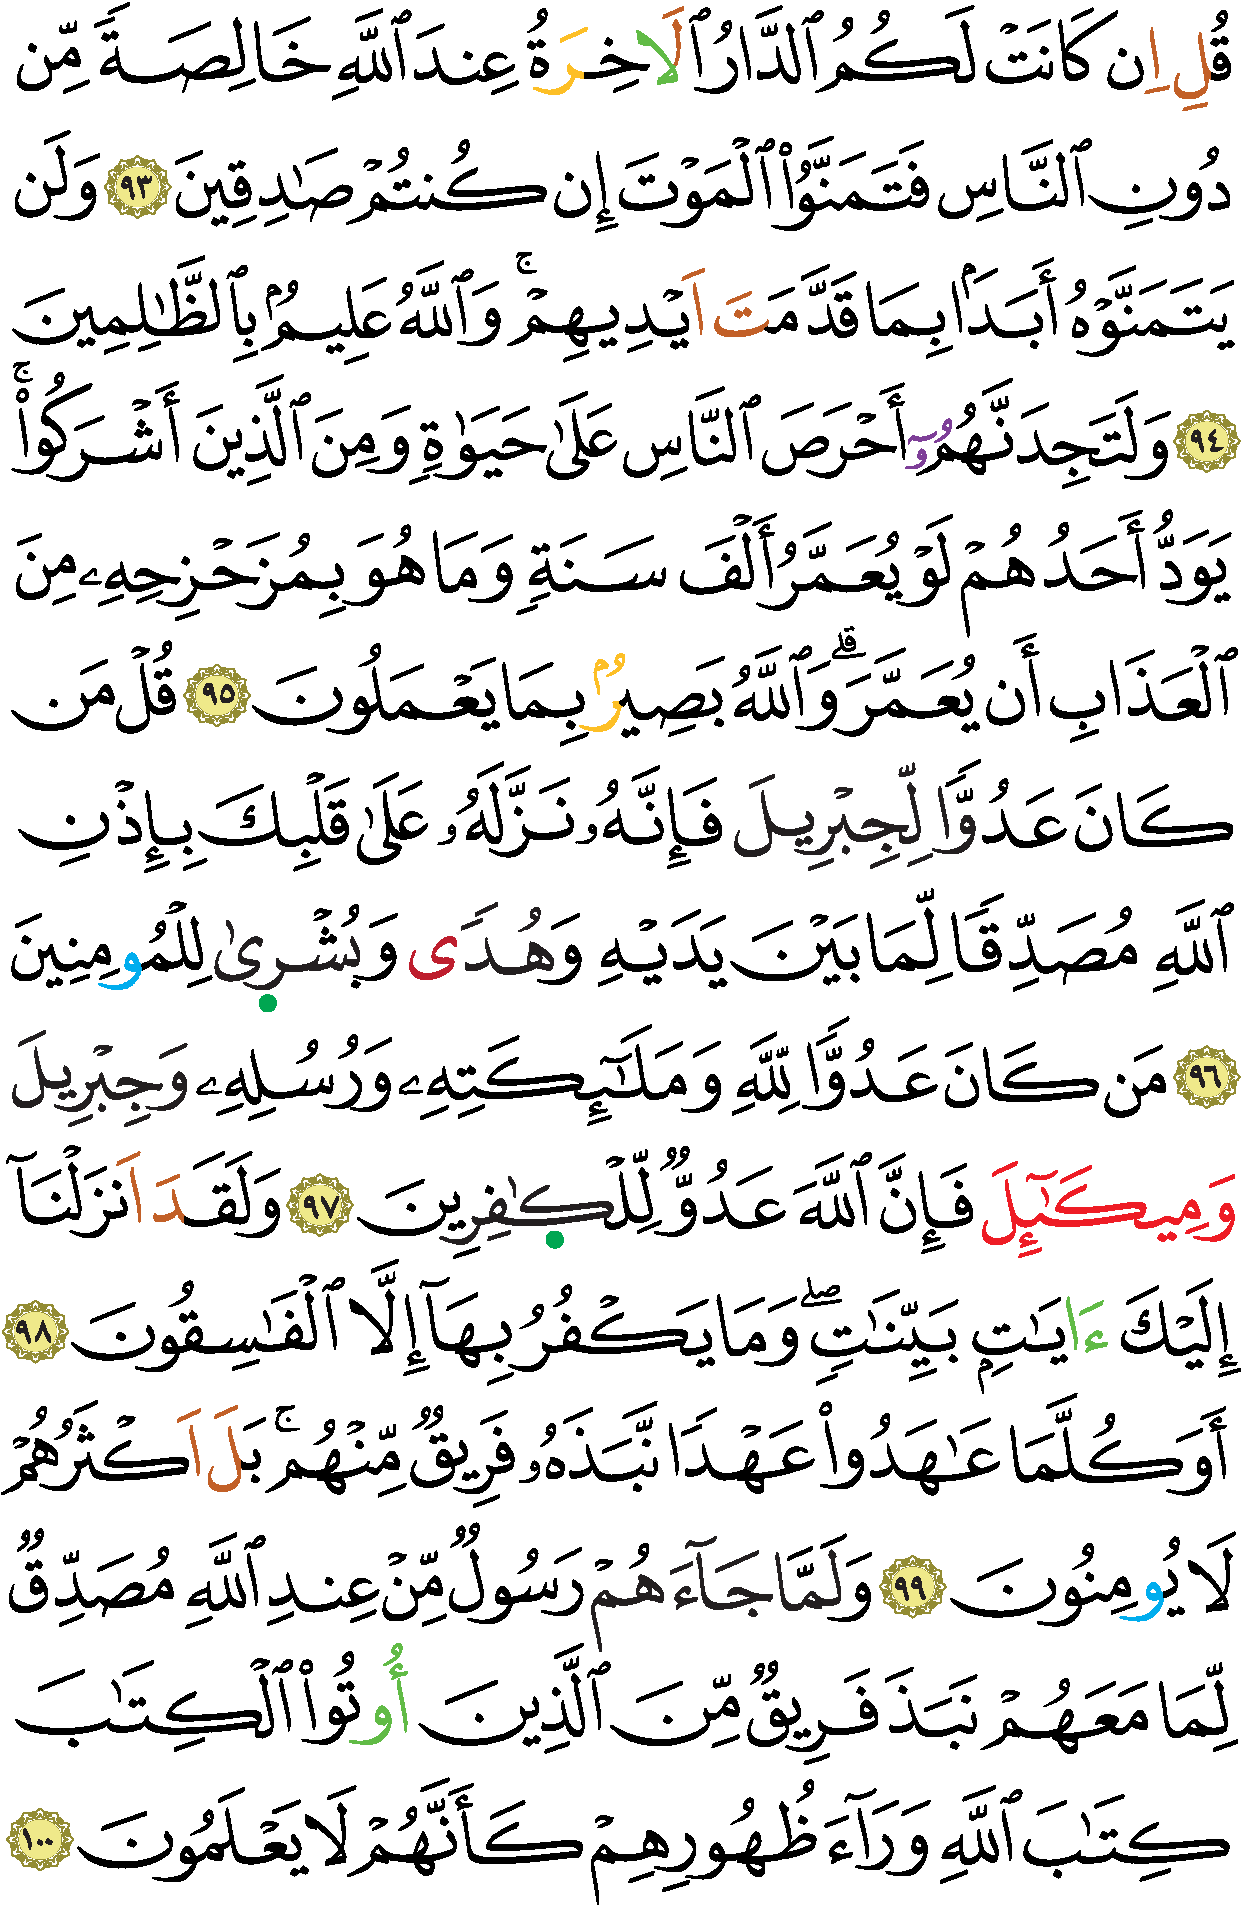 قُلِ اِن كَانَتْ لَكُمُ ٱلدَّارُ ٱلَاخِرَةُ عِندَ ٱللَّهِ خَالِصَةً مِّن
دُونِ ٱلنَّاسِ فَتَمَنَّوُاْ ٱلْمَوْتَ إِن كُنتُمْ صَٰدِقِينَ ٩٣ وَلَن
يَتَمَنَّوْهُ أَبَدَۢا بِمَا قَدَّمَتَ اَيْدِيهِمْۚ وَٱللَّهُ عَلِيمُۢ بِٱلظَّٰلِمِينَ
٩٤ وَلَتَجِدَنَّهُمُۥٓ أَحْرَصَ ٱلنَّاسِ عَلَىٰ حَيَوٰةٍ وَمِنَ ٱلَّذِينَ أَشْرَكُواْۚ
يَوَدُّ أَحَدُهُمْ لَوْ يُعَمَّرُ أَلْفَ سَنَةٍ وَمَا هُوَ بِمُزَحْزِحِهِۦ مِنَ
ٱلْعَذَابِ أَن يُعَمَّرَۗ وَٱللَّهُ بَصِيرُۢ بِمَا يَعْمَلُونَ ٩٥ قُلْ مَن
كَانَ عَدُوًّا لِّجِبْرِيلَ فَإِنَّهُۥ نَزَّلَهُۥ عَلَىٰ قَلْبِكَ بِإِذْنِ
ٱللَّهِ مُصَدِّقًا لِّمَا بَيْنَ يَدَيْهِ وَهُدًى وَبُشْرِىٰ لِلْمُومِنِينَ
٩٦ مَن كَانَ عَدُوًّا لِّلَّهِ وَمَلَٰٓئِكَتِهِۦ وَرُسُلِهِۦ وَجِبْرِيلَ
وَمِيكَٰٓئِلَ فَإِنَّ ٱللَّهَ عَدُوٌّ لِّلْكَٰفِرِينَ ٩٧ وَلَقَدَ اَنزَلْنَآ
إِلَيْكَ ءَايَٰتِۭ بَيِّنَٰتٍۖ وَمَا يَكْفُرُ بِهَآ إِلَّا ٱلْفَٰسِقُونَ ٩٨
أَوَكُلَّمَا عَٰهَدُواْ عَهْدًا نَّبَذَهُۥ فَرِيقٌ مِّنْهُمۚ بَلَ اَكْثَرُهُمْ
لَا يُومِنُونَ ٩٩ وَلَمَّا جَآءَهُمْ رَسُولٌ مِّنْ عِندِ ٱللَّهِ مُصَدِّقٌ
لِّمَا مَعَهُمْ نَبَذَ فَرِيقٌ مِّنَ ٱلَّذِينَ أُوتُواْ ٱلْكِتَٰبَ
كِتَٰبَ ٱللَّهِ وَرَآءَ ظُهُورِهِمْ كَأَنَّهُمْ لَا يَعْلَمُونَ ١٠٠